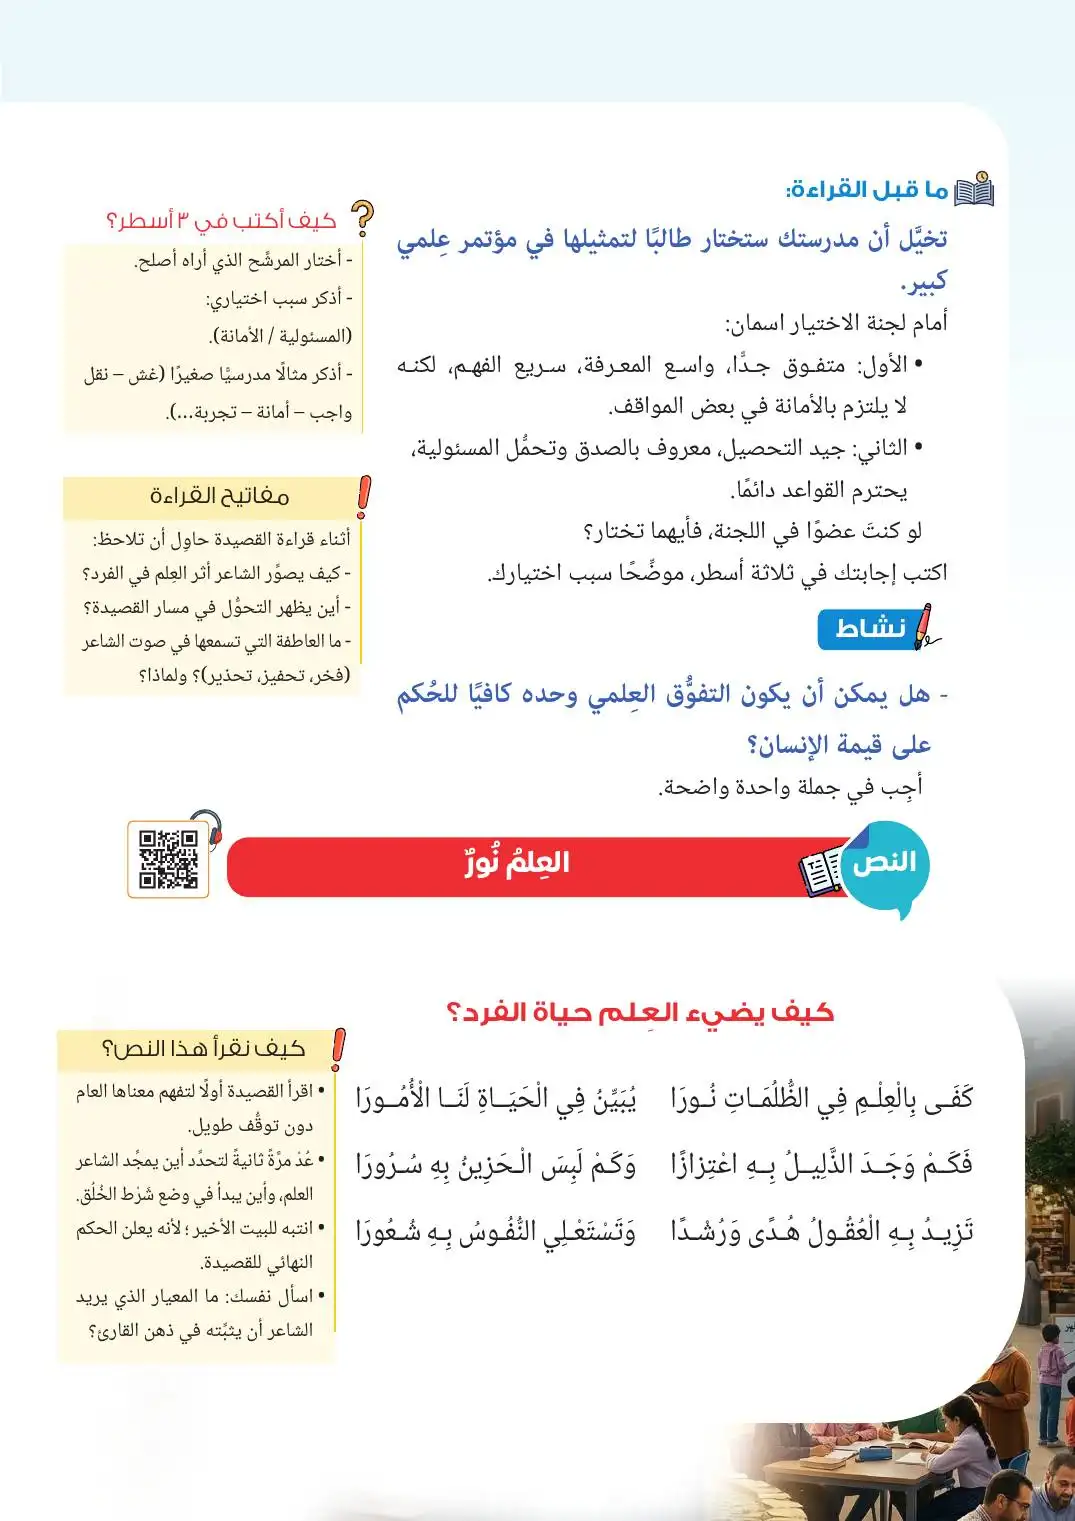 ما قبل القراءة:
تخيَّل أن مدرستك ستختار طالبًا لتمثيلها في مؤتمر عِلمي
كبير.
أمام لجنة الاختيار اسمان:
• الأول: متفوق جدًّا، واسع المعرفة، سريع الفهم، لكنه
لا يلتزم بالأمانة في بعض المواقف.
• الثاني: جيد التحصيل، معروف بالصدق وتحمُّل المسئولية،
يحترم القواعد دائمًا.
لو كنتَ عضوًا في اللجنة، فأيهما تختار؟
اكتب إجابتك في ثلاثة أسطر، موضِّحًا سبب اختيارك.
كيف أكتب في ٣ أسطر؟
- أختار المرشَّح الذي أراه أصلح.
- أذكر سبب اختياري:
(المسئولية / الأمانة).
- أذكر مثالًا مدرسيًّا صغيرًا (غش – نقل
واجب – أمانة – تجربة...).
مفاتيح القراءة
أثناء قراءة القصيدة حاوِل أن تلاحظ:
- كيف يصوِّر الشاعر أثر العِلم في الفرد؟
- أين يظهر التحوُّل في مسار القصيدة؟
- ما العاطفة التي تسمعها في صوت الشاعر
(فخر، تحفيز، تحذير)؟ ولماذا؟
نشاط
- هل يمكن أن يكون التفوُّق العِلمي وحده كافيًا للحُكم
على قيمة الإنسان؟
أجِب في جملة واحدة واضحة.
النص
العِلمُ نُورٌ
كيف يضيء العِلم حياة الفرد؟
كَفَى بِالْعِلْمِ فِي الظُّلُمَاتِ نُورَا يُبَيِّنُ فِي الْحَيَاةِ لَنَا الْأُمُورَا
فَكَمْ وَجَدَ الذَّلِيلُ بِهِ اعْتِزازًا وَكَمْ لَبِسَ الْحَزِينُ بِهِ سُرُورَا
تَزِيدُ بِهِ الْعُقُولُ هُدًى وَرُشْدًا وَتَسْتَعْلِي النُّفُوسُ بِهِ شُعُورَا
كيف نقرأ هذا النص؟
• اقرأ القصيدة أولًا لتفهم معناها العام
دون توقُّف طويل.
• عُدْ مرَّةً ثانيةً لتحدِّد أين يمجِّد الشاعر
العلم، وأين يبدأ في وضع شَرْط الخُلُق.
• انتبه للبيت الأخير ؛ لأنه يعلن الحكم
النهائي للقصيدة.
• اسأل نفسك: ما المعيار الذي يريد
الشاعر أن يثبِّته في ذهن القارئ؟